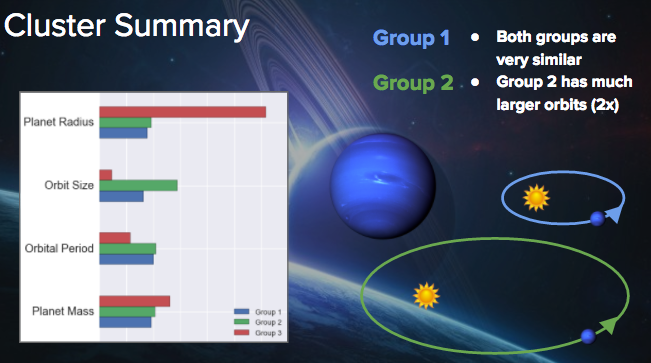 Cluster Summary
Group 1
• Both groups are
very similar
Group 2
• Group 2 has much
larger orbits (2x)
Planet Radius
Orbit Size
Orbital Period
Planet Mass
Group 1
Group 2
Group 3